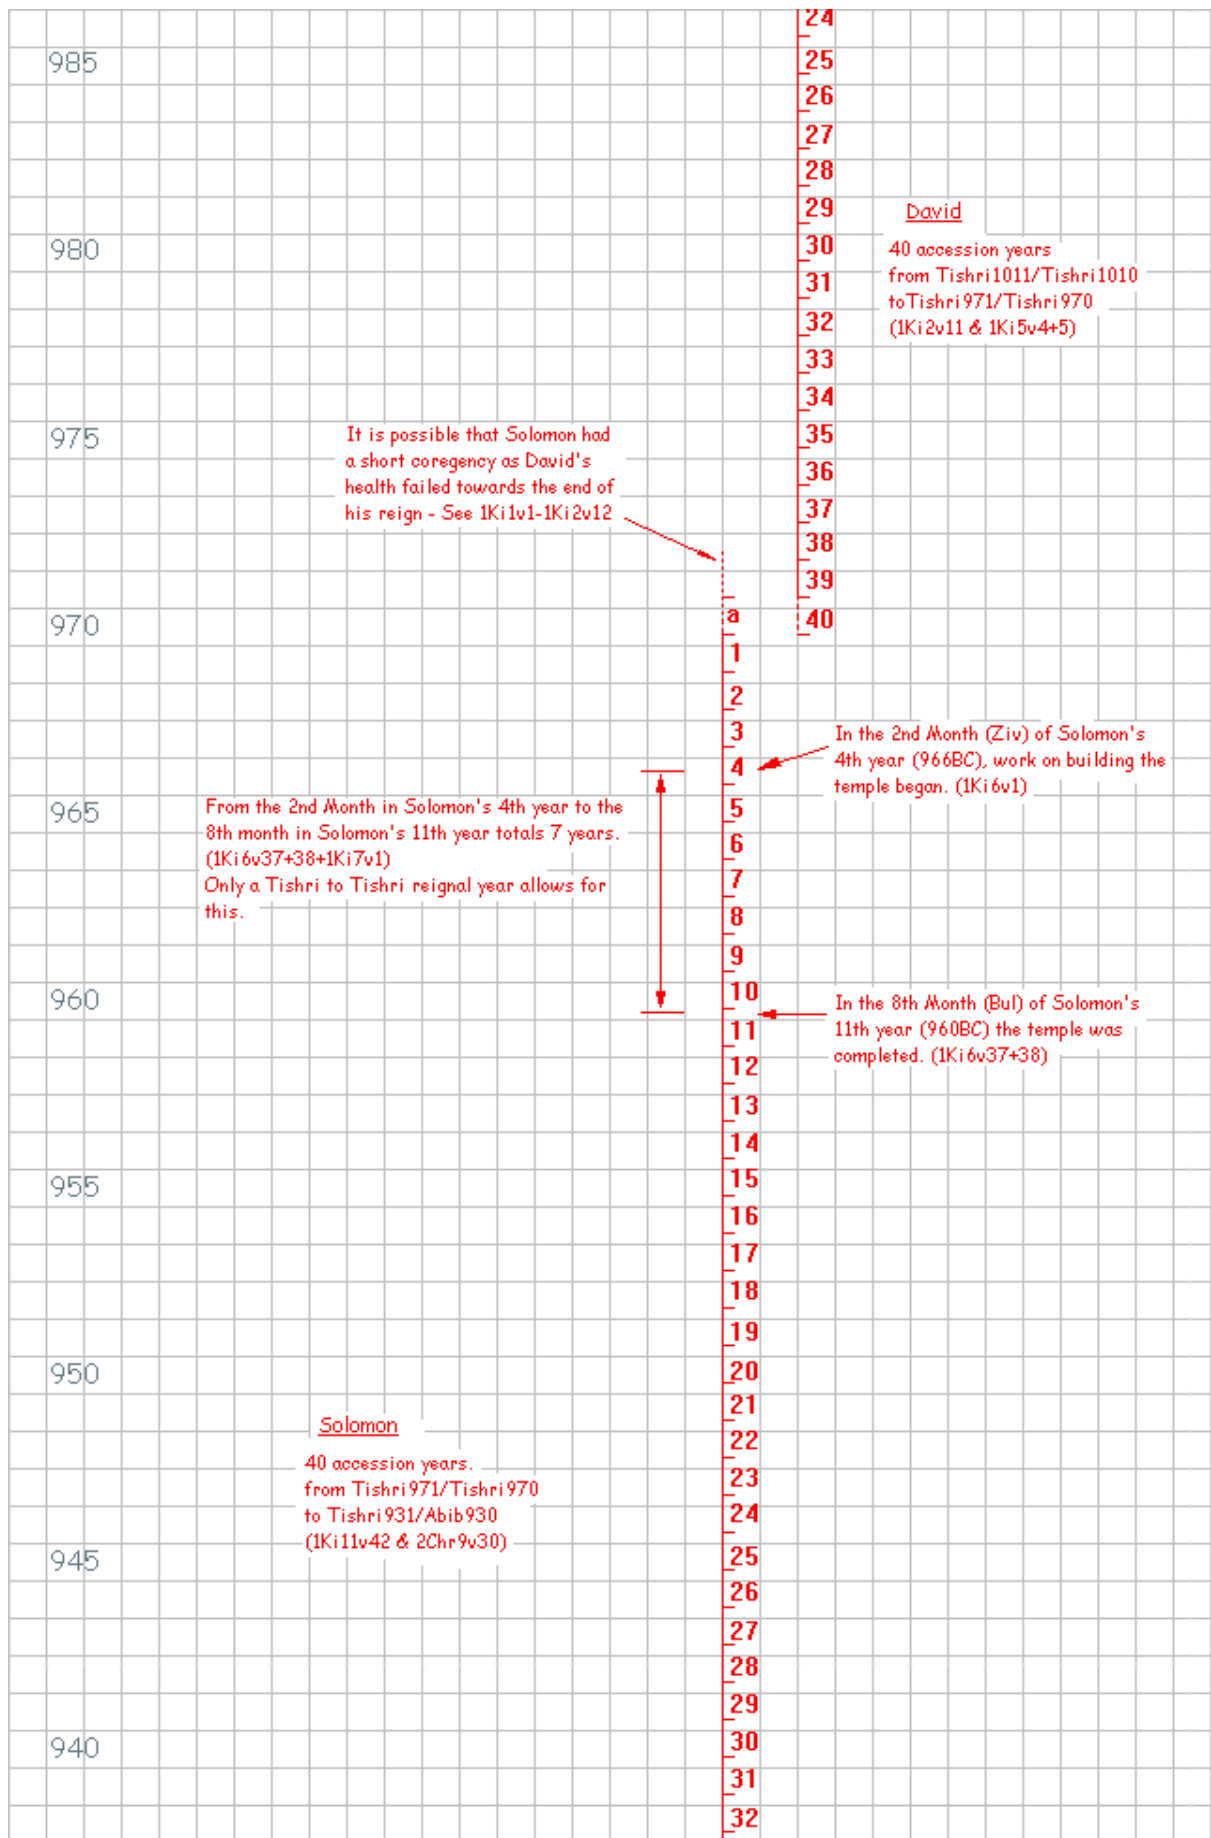 24
985
25
26
27
28
29
David
980
30
40 accession years
31
from Tishri1011/Tishri1010
toTishri971/Tishri970
32
(1Ki2v11 & 1Ki5v4+5)
33
34
975
35
It is possible that Solomon had
a short coregency as David's
36
health failed towards the end of
37
his reign - See 1Ki1v1-1Ki2v12
38
39
970
a
40
1
2
3
In the 2nd Month (Ziv) of Solomon's
4th year (966BC), work on building the
temple began. (1Ki6v1)
4
965
5
From the 2nd Month in Solomon's 4th year to the
8th month in Solomon's 11th year totals 7 years.
(1Ki6v37+38+1Ki7v1)
Only a Tishri to Tishri reignal year allows for
this.
6
7
8
9
960
10
In the 8th Month (Bul) of Solomon's
11th year (960BC) the temple was
completed. (1Ki6v37+38)
11
12
13
14
955
15
16
17
18
19
950
20
21
Solomon
22
40 accession years.
from Tishri971/Tishri970
to Tishri931/Abib930
(1Ki11v42 & 2Chr9v30)
23
24
945
25
26
27
28
29
940
30
31
32